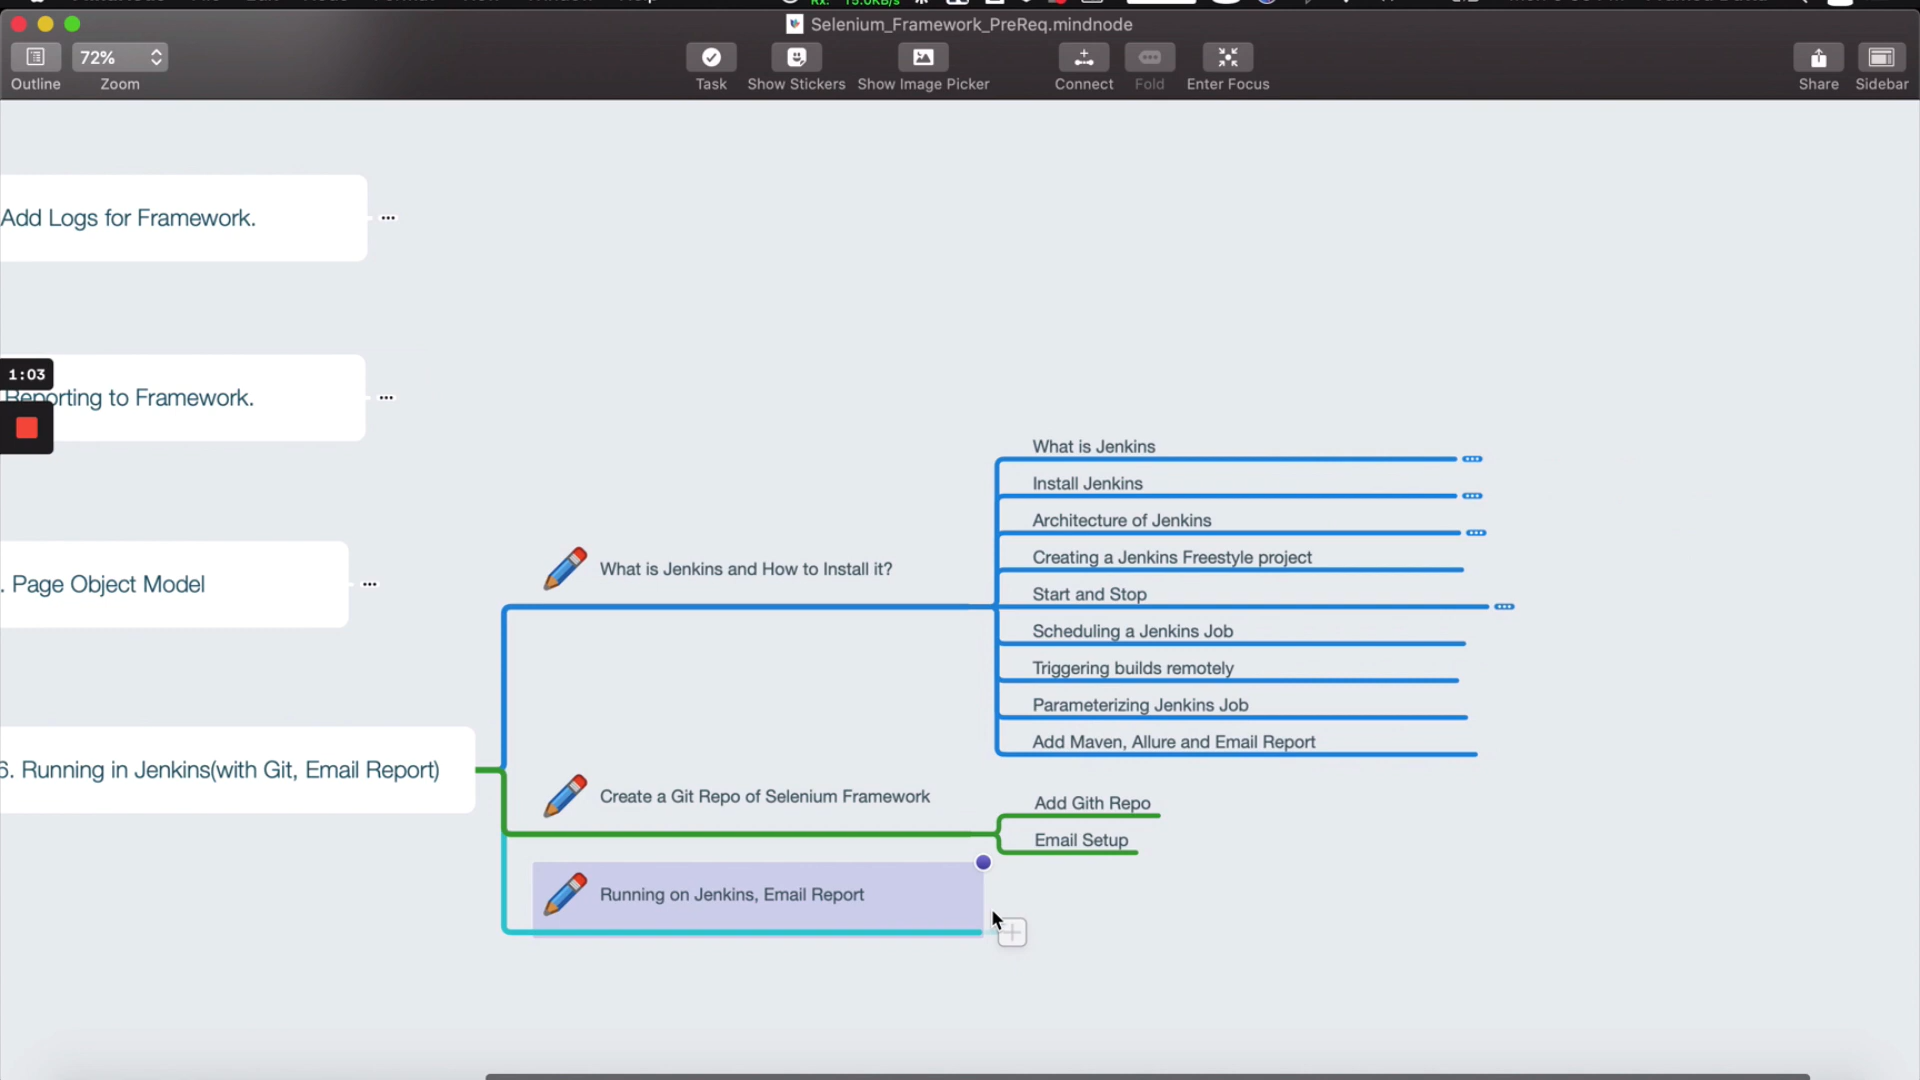 Selenium_Framework_PreReq.mindnode
72%
Outline
Zoom
Task
Show Stickers
Show Image Picker
Connect
Fold
Enter Focus
Share
Sidebar
Add Logs for Framework.
1:03
Reporting to Framework.
. Page Object Model
6. Running in Jenkins(with Git, Email Report)
What is Jenkins and How to Install it?
What is Jenkins
Install Jenkins
Architecture of Jenkins
Creating a Jenkins Freestyle project
Start and Stop
Scheduling a Jenkins Job
Triggering builds remotely
Parameterizing Jenkins Job
Add Maven, Allure and Email Report
Create a Git Repo of Selenium Framework
Add Gith Repo
Email Setup
Running on Jenkins, Email Report